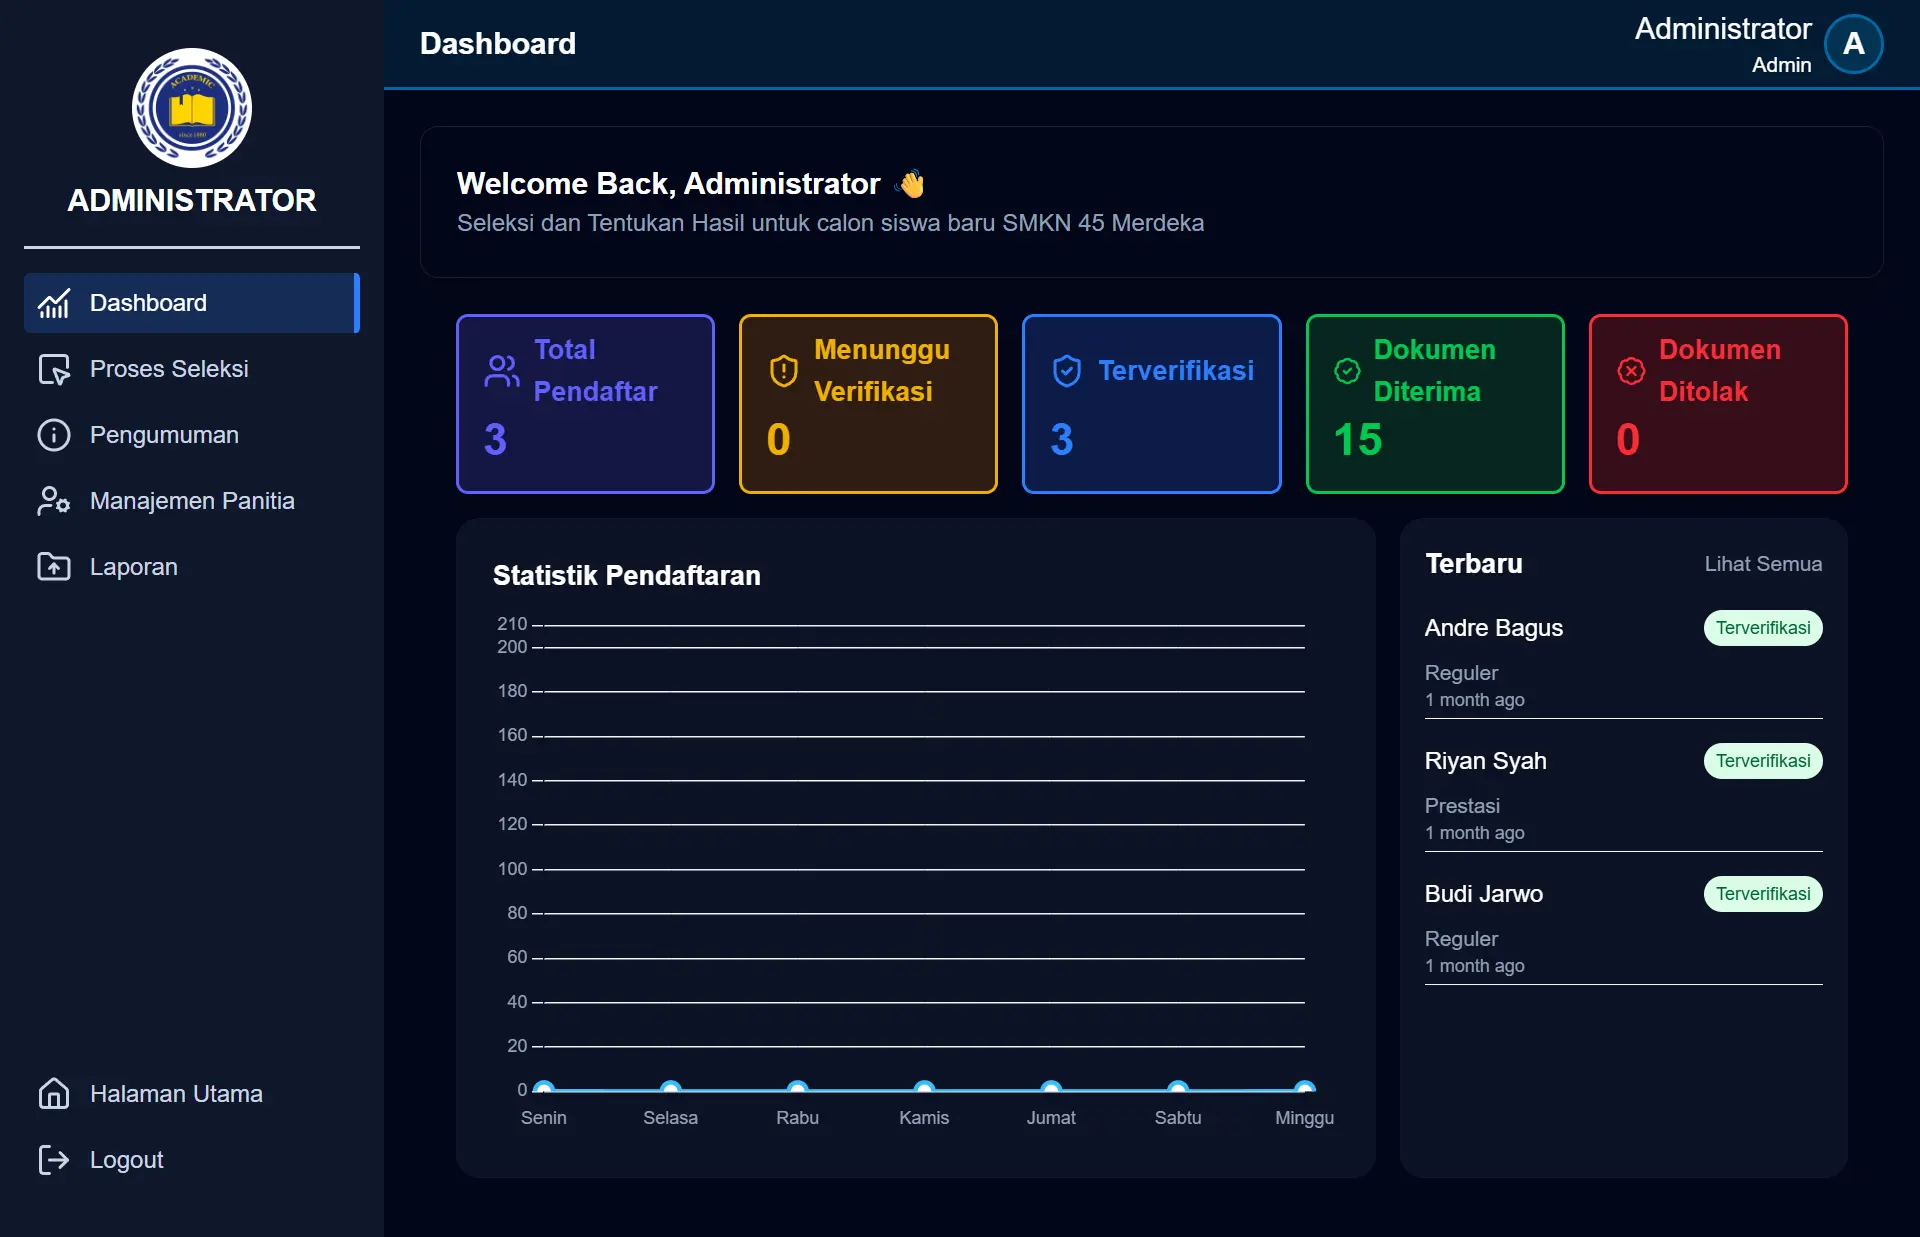 ACADEMIC
since 1980
ADMINISTRATOR
Dashboard
Proses Seleksi
Pengumuman
Manajemen Panitia
Laporan
Halaman Utama
Logout
Dashboard
Administrator
Admin
A
Welcome Back, Administrator 👋
Seleksi dan Tentukan Hasil untuk calon siswa baru SMKN 45 Merdeka
Total
Pendaftar
3
Menunggu
Verifikasi
0
Terverifikasi
3
Dokumen
Diterima
15
Dokumen
Ditolak
0
Statistik Pendaftaran
210
200
180
160
140
120
100
80
60
40
20
0
Senin Selasa Rabu Kamis Jumat Sabtu Minggu
Terbaru Lihat Semua
Andre Bagus Terverifikasi
Reguler
1 month ago
Riyan Syah Terverifikasi
Prestasi
1 month ago
Budi Jarwo Terverifikasi
Reguler
1 month ago